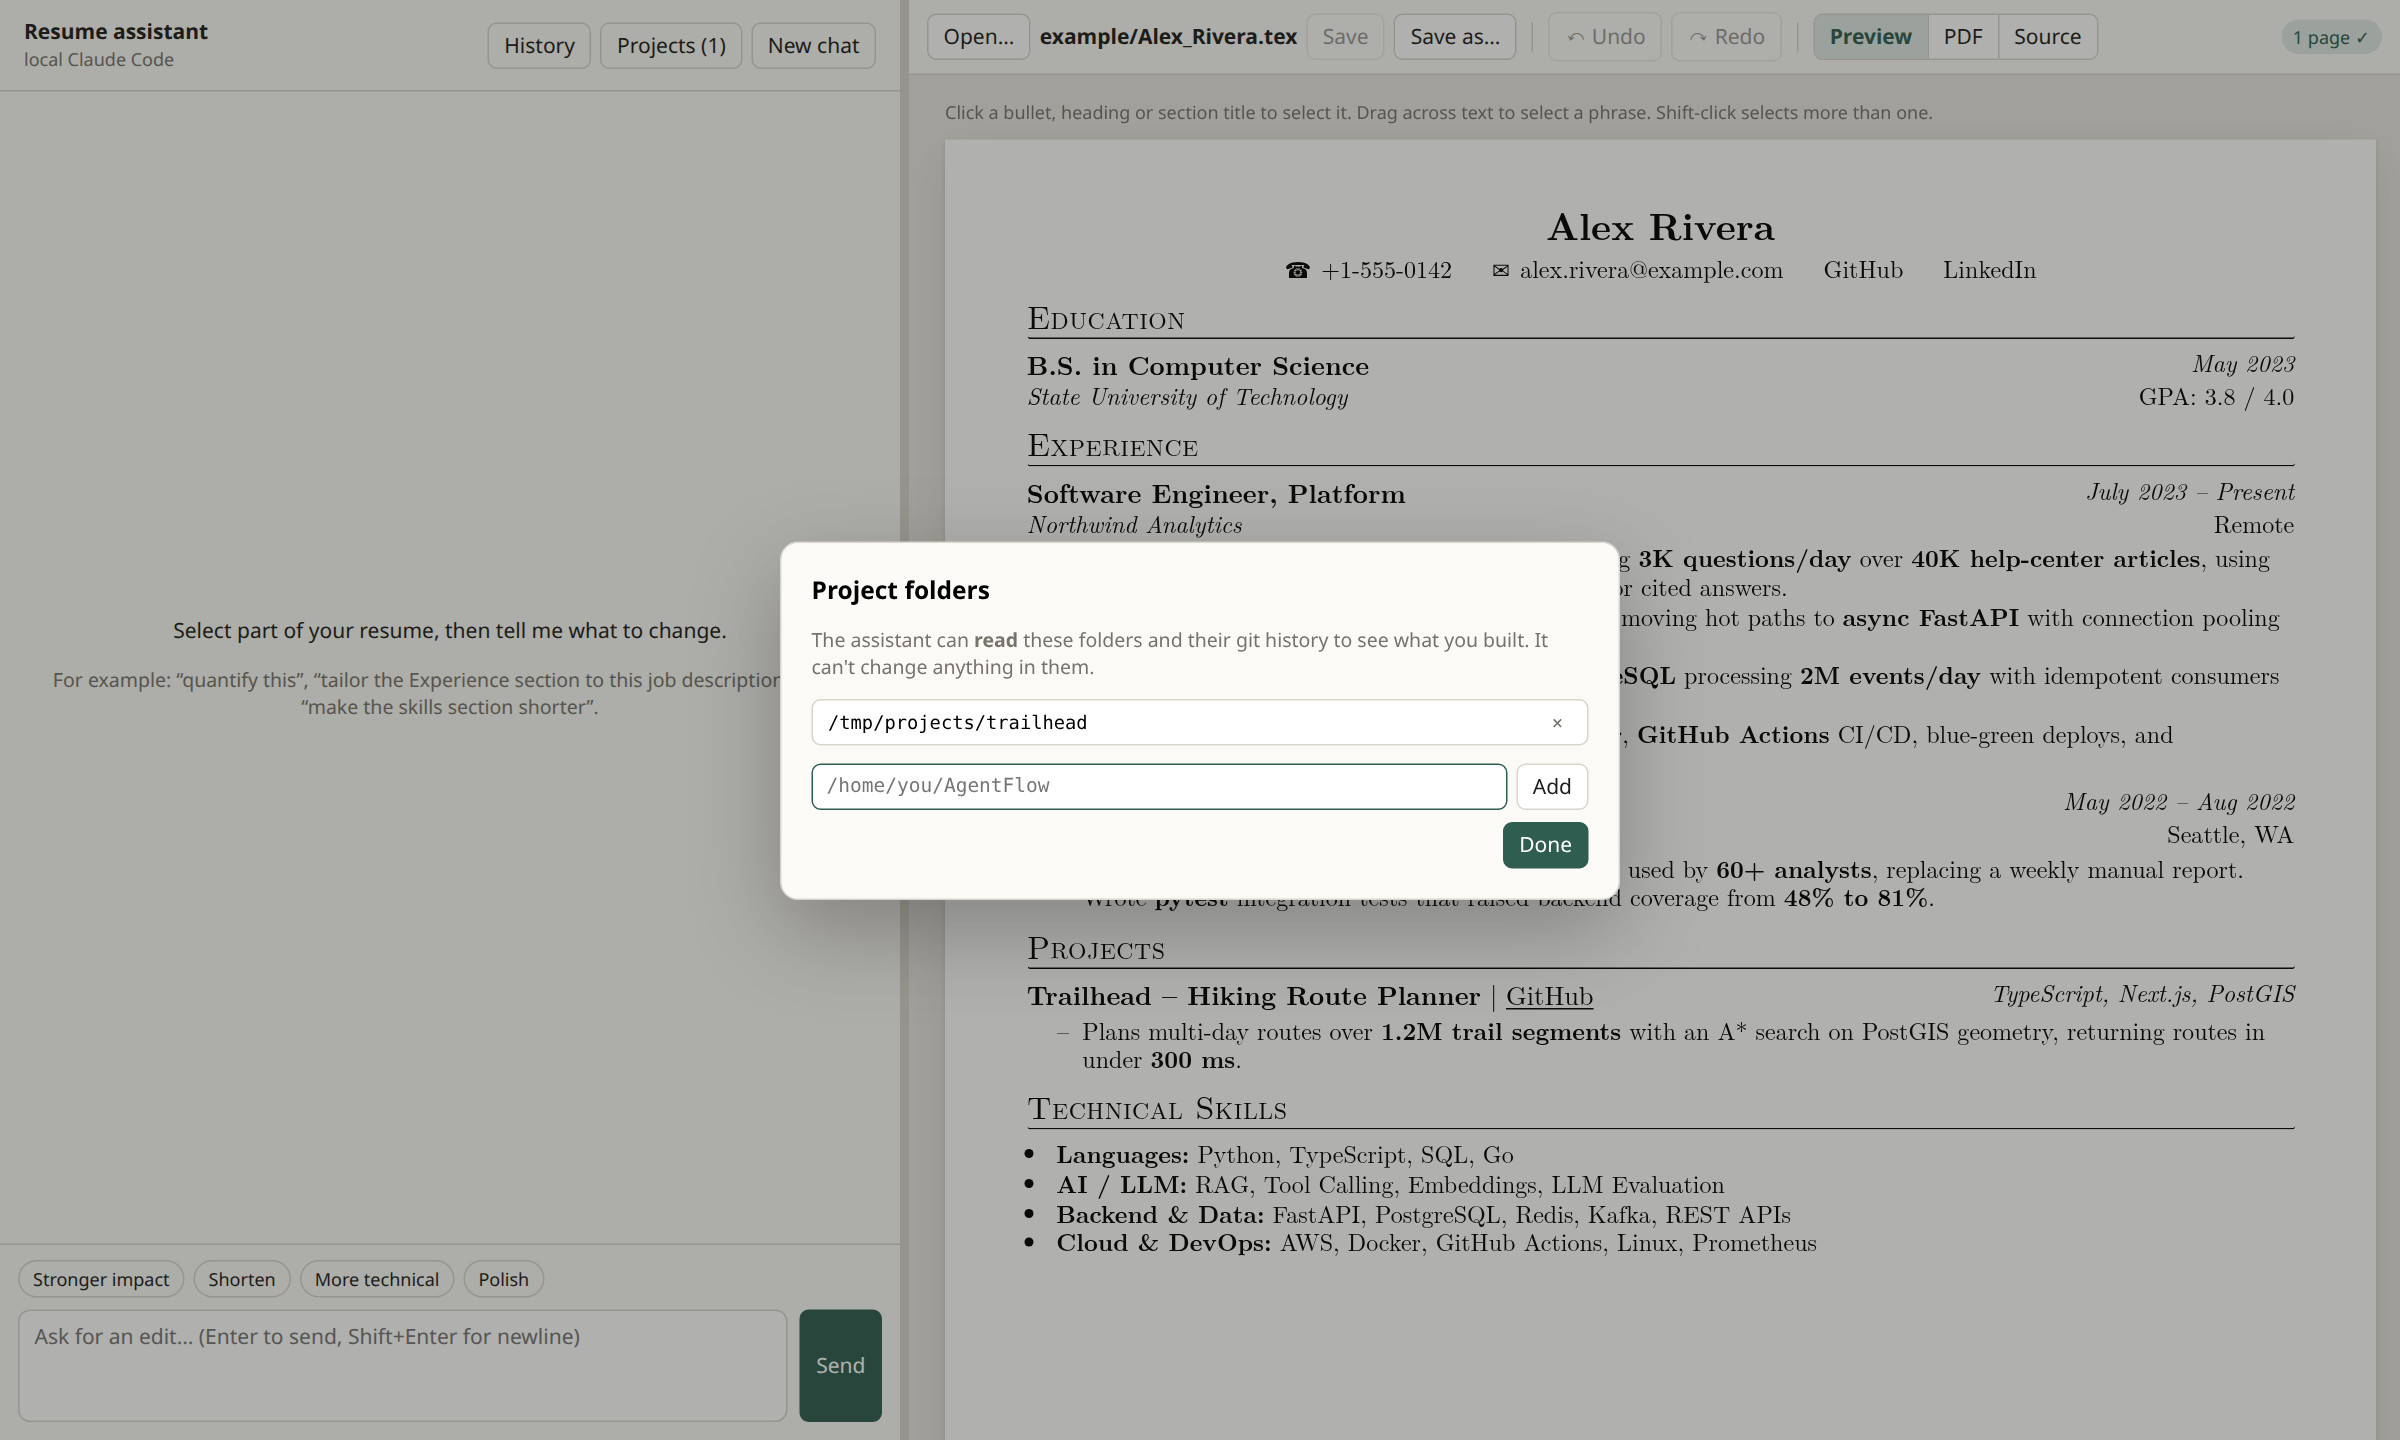 Resume assistant
local Claude Code
History
Projects (1)
New chat
Select part of your resume, then tell me what to change.
For example: “quantify this”, “tailor the Experience section to this job description
“make the skills section shorter”.
Stronger impact
Shorten
More technical
Polish
Ask for an edit... (Enter to send, Shift+Enter for newline)
Send
Open...
example/Alex_Rivera.tex
Save
Save as...
Undo
Redo
Preview
PDF
Source
1 page ✓
Click a bullet, heading or section title to select it. Drag across text to select a phrase. Shift-click selects more than one.
Alex Rivera
☎ +1-555-0142 ✉ alex.rivera@example.com GitHub LinkedIn
Education
B.S. in Computer Science May 2023
State University of Technology GPA: 3.8 / 4.0
Experience
Software Engineer, Platform July 2023 – Present
Northwind Analytics Remote
3K questions/day over 40K help-center articles, using
cited answers.
moving hot paths to async FastAPI with connection pooling
processing 2M events/day with idempotent consumers
GitHub Actions CI/CD, blue-green deploys, and
May 2022 – Aug 2022
Seattle, WA
used by 60+ analysts, replacing a weekly manual report.
Wrote pytest integration tests that raised backend coverage from 48% to 81%.
Projects
Trailhead – Hiking Route Planner | GitHub TypeScript, Next.js, PostGIS
– Plans multi-day routes over 1.2M trail segments with an A* search on PostGIS geometry, returning routes in
under 300 ms.
Technical Skills
• Languages: Python, TypeScript, SQL, Go
• AI / LLM: RAG, Tool Calling, Embeddings, LLM Evaluation
• Backend & Data: FastAPI, PostgreSQL, Redis, Kafka, REST APIs
• Cloud & DevOps: AWS, Docker, GitHub Actions, Linux, Prometheus
Project folders
The assistant can read these folders and their git history to see what you built. It
can't change anything in them.
/tmp/projects/trailhead ×
/home/you/AgentFlow
Add
Done